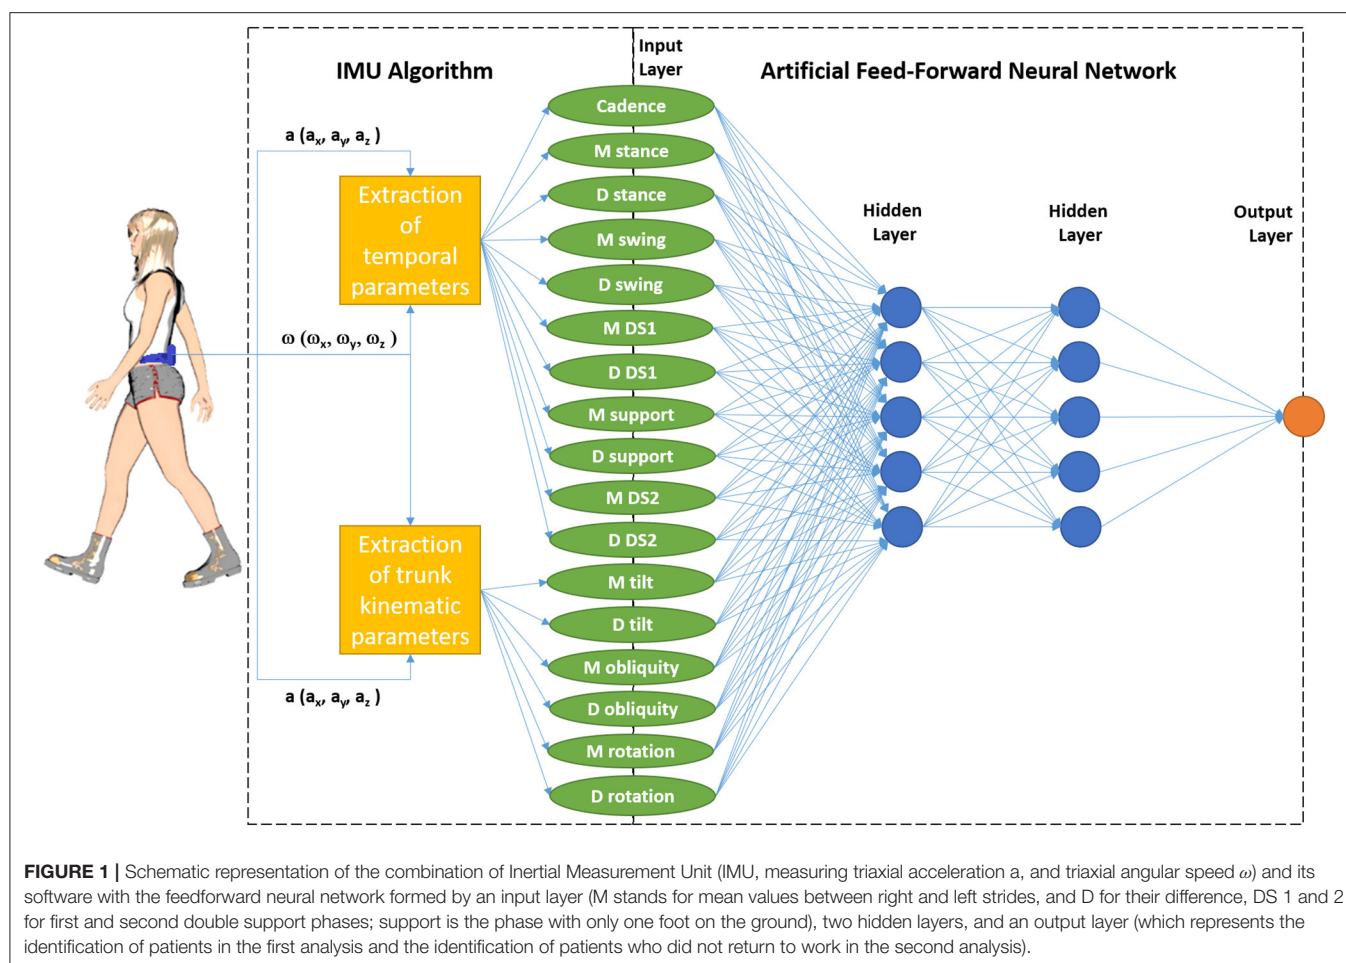 IMU Algorithm
Input
Layer
Artificial Feed-Forward Neural Network
a (aₓ, aᵧ, a_z )
Extraction
of
temporal
parameters
ω (ωₓ, ωᵧ, ω_z )
Extraction
of trunk
kinematic
parameters
a (aₓ, aᵧ, a_z )
Cadence
M stance
D stance
M swing
D swing
M DS1
D DS1
M support
D support
M DS2
D DS2
M tilt
D tilt
M obliquity
D obliquity
M rotation
D rotation
Hidden
Layer
Hidden
Layer
Output
Layer
FIGURE 1 | Schematic representation of the combination of Inertial Measurement Unit (IMU, measuring triaxial acceleration a, and triaxial angular speed ω) and its
software with the feedforward neural network formed by an input layer (M stands for mean values between right and left strides, and D for their difference, DS 1 and 2
for first and second double support phases; support is the phase with only one foot on the ground), two hidden layers, and an output layer (which represents the
identification of patients in the first analysis and the identification of patients who did not return to work in the second analysis).